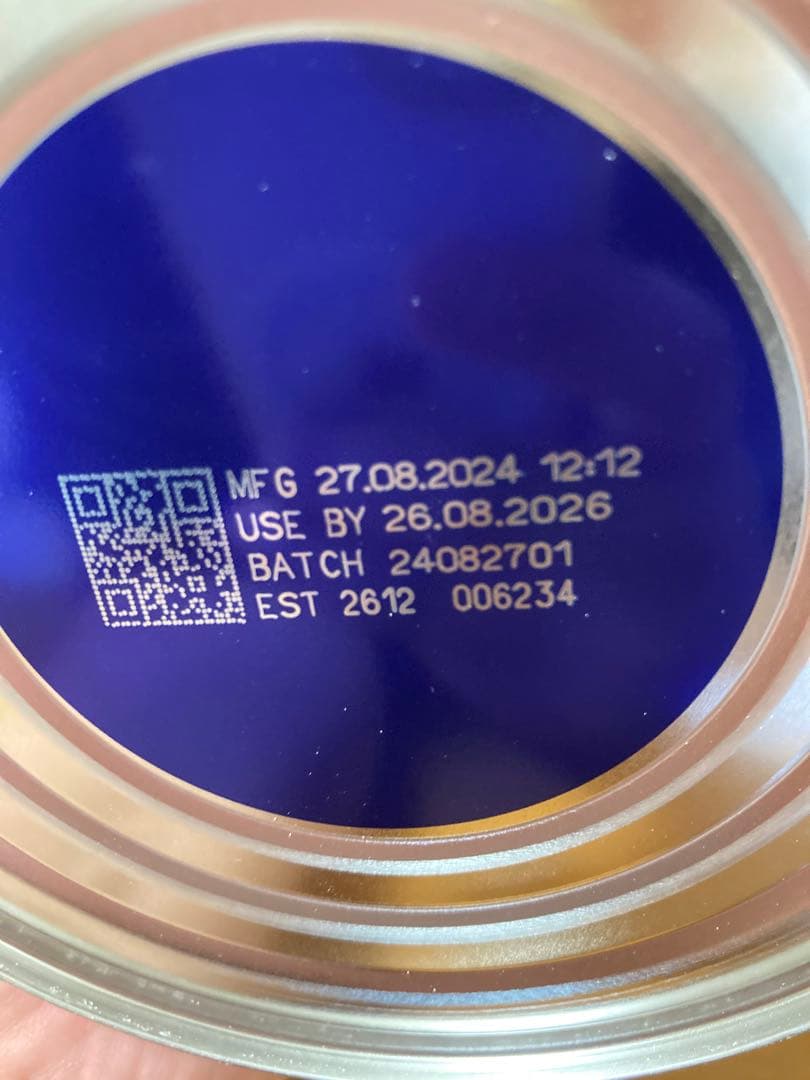 MFG 27.08.2024 12:12
USE BY 26.08.2026
BATCH 24082701
EST 2612 006234